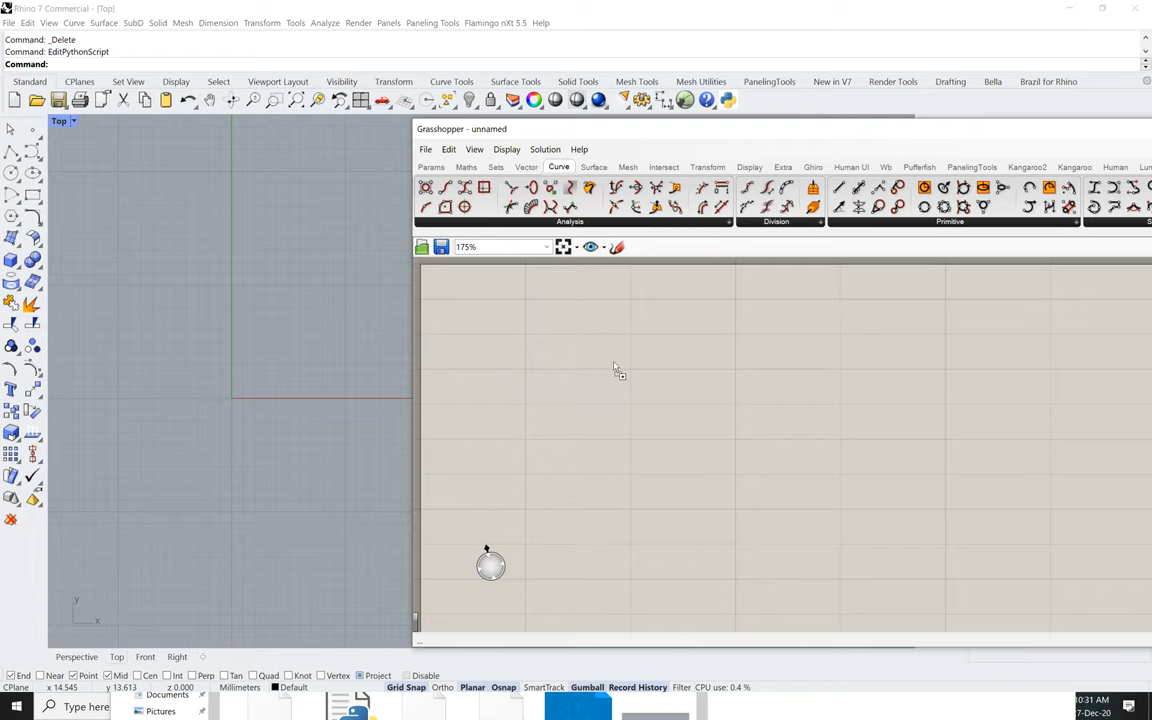 Rhino 7 Commercial - [Top]
File Edit View Curve Surface SubD Solid Mesh Dimension Transform Tools Analyze Render Panels Paneling Tools Flamingo nXt 5.5 Help
Command: _Delete
Command: EditPythonScript
Command:
Standard CPlanes Set View Display Select Viewport Layout Visibility Transform Curve Tools Surface Tools Solid Tools Mesh Tools Mesh Utilities PanelingTools New in V7 Render Tools Drafting Bella Brazil for Rhino
Top
Grasshopper - unnamed
File Edit View Display Solution Help
Params Maths Sets Vector Curve Surface Mesh Intersect Transform Display Extra Ghiro Human UI Wb Pufferfish PanelingTools Kangaroo2 Kangaroo Human
Analysis Division Primitive
175%
...
y
x
Perspective Top Front Right
End Near Point Mid Cen Int Perp Tan Quad Knot Vertex Project Disable
CPlane x 14.545 y 13.613 z 0.000 Millimeters Default Grid Snap Ortho Planar Osnap SmartTrack Gumball Record History Filter CPU use: 0.4 %
Documents
Type here
Pictures
10:31 AM
7-Dec-20